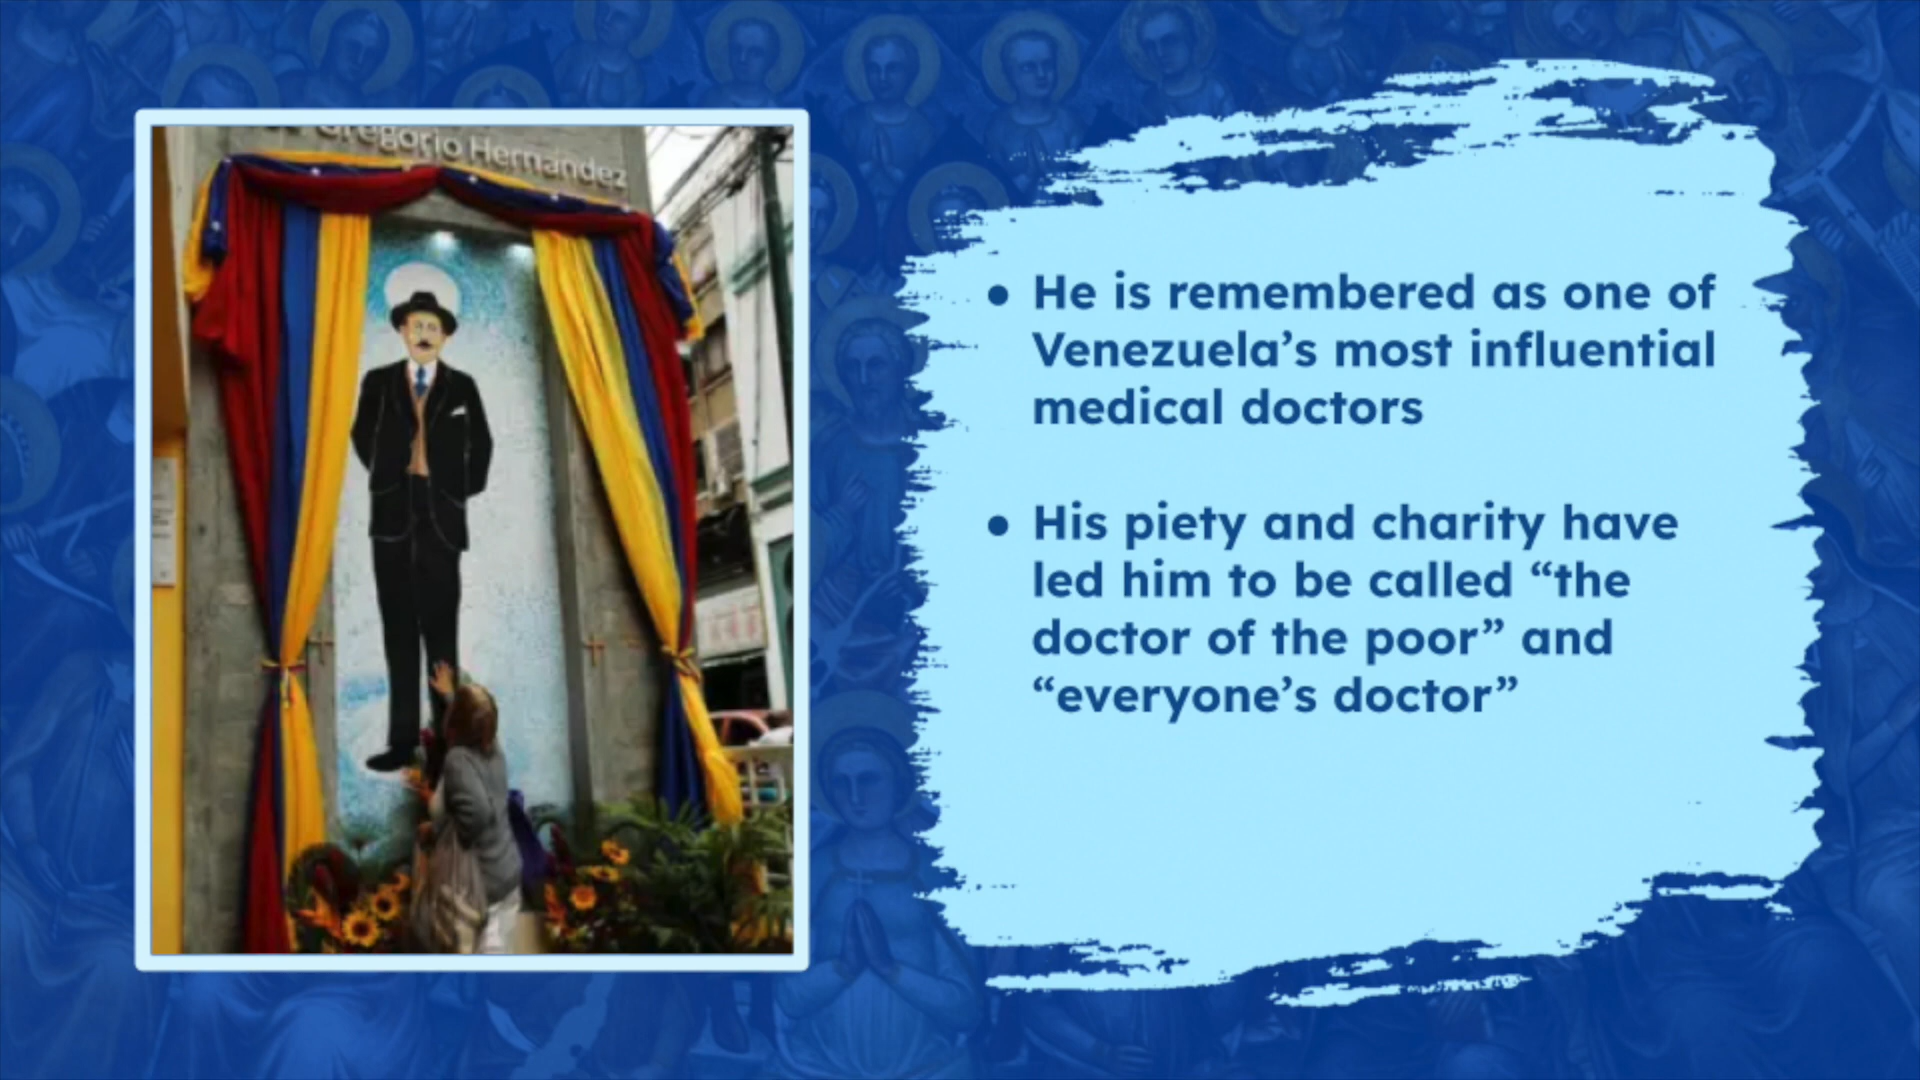 Gregorio Hernández
• He is remembered as one of
Venezuela’s most influential
medical doctors
• His piety and charity have
led him to be called “the
doctor of the poor” and
“everyone’s doctor”